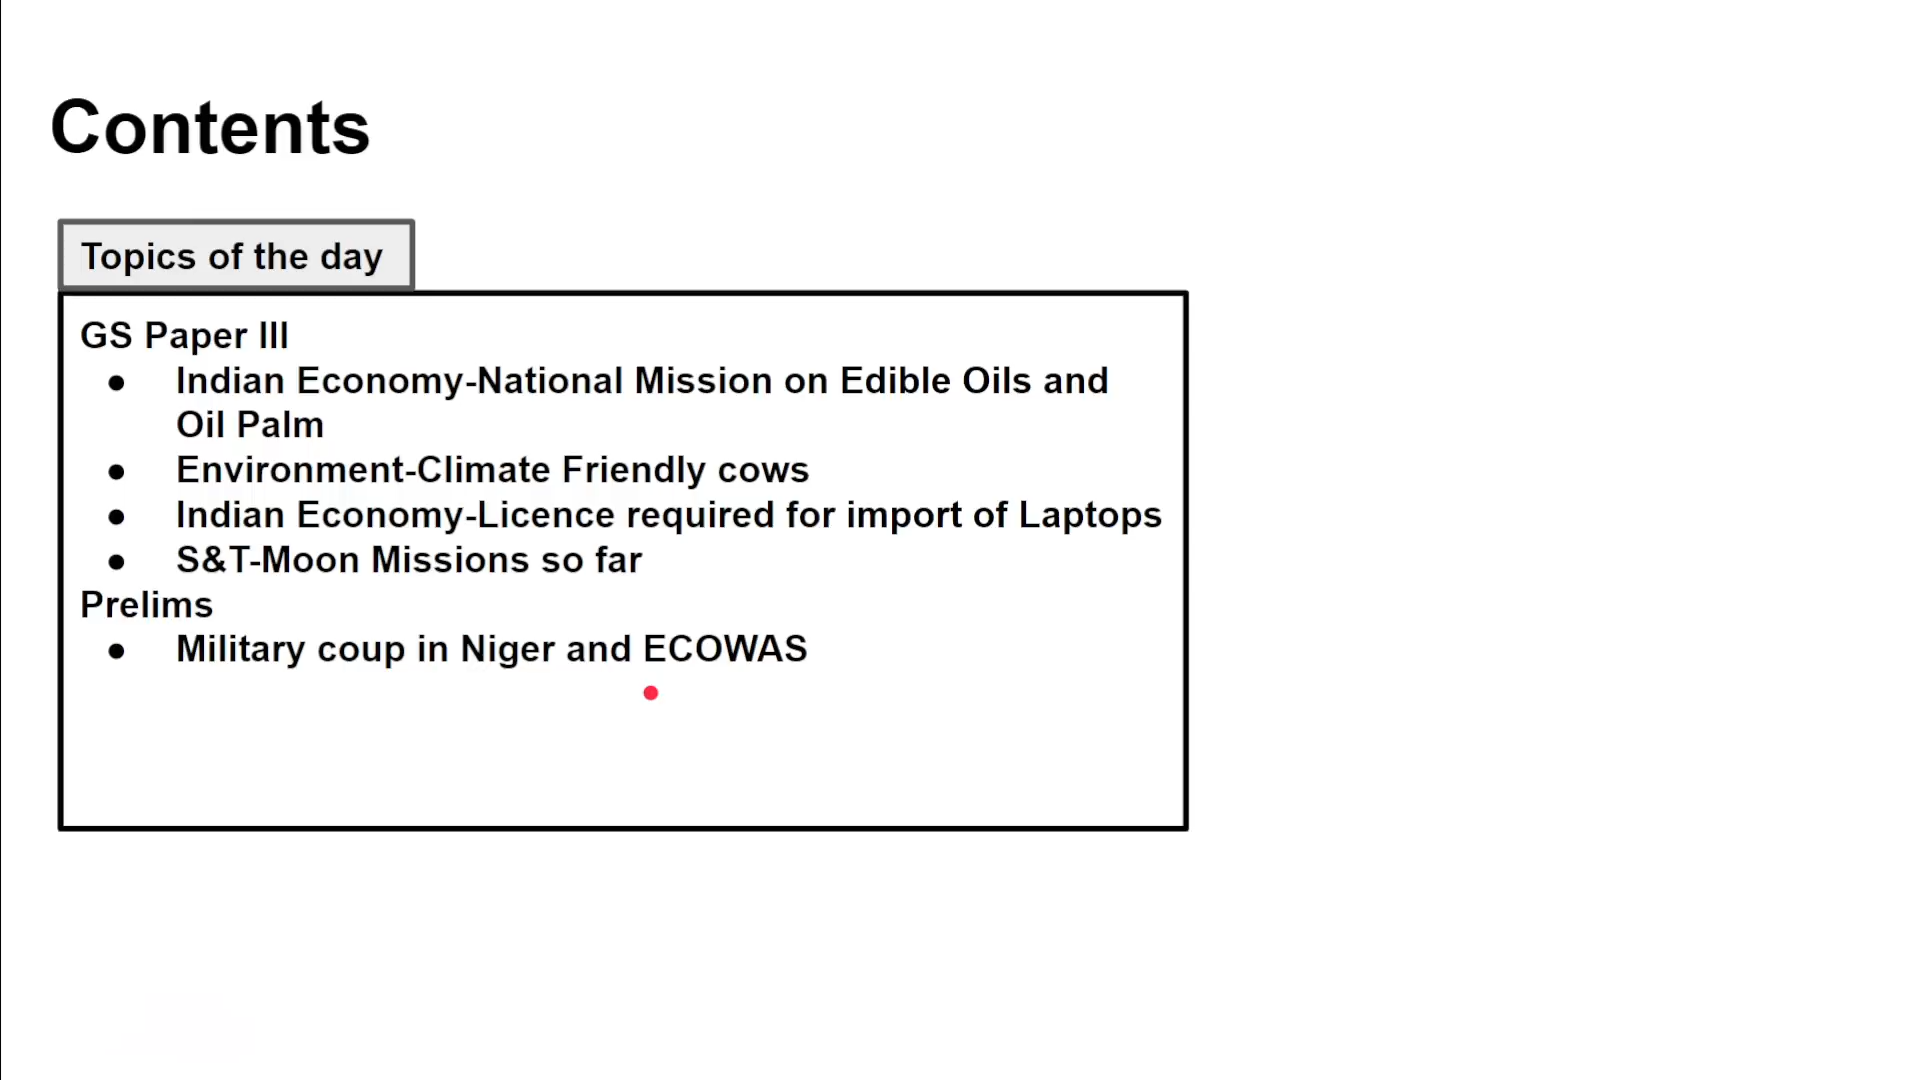 Contents
Topics of the day
GS Paper III
● Indian Economy-National Mission on Edible Oils and
Oil Palm
● Environment-Climate Friendly cows
● Indian Economy-Licence required for import of Laptops
● S&T-Moon Missions so far
Prelims
● Military coup in Niger and ECOWAS